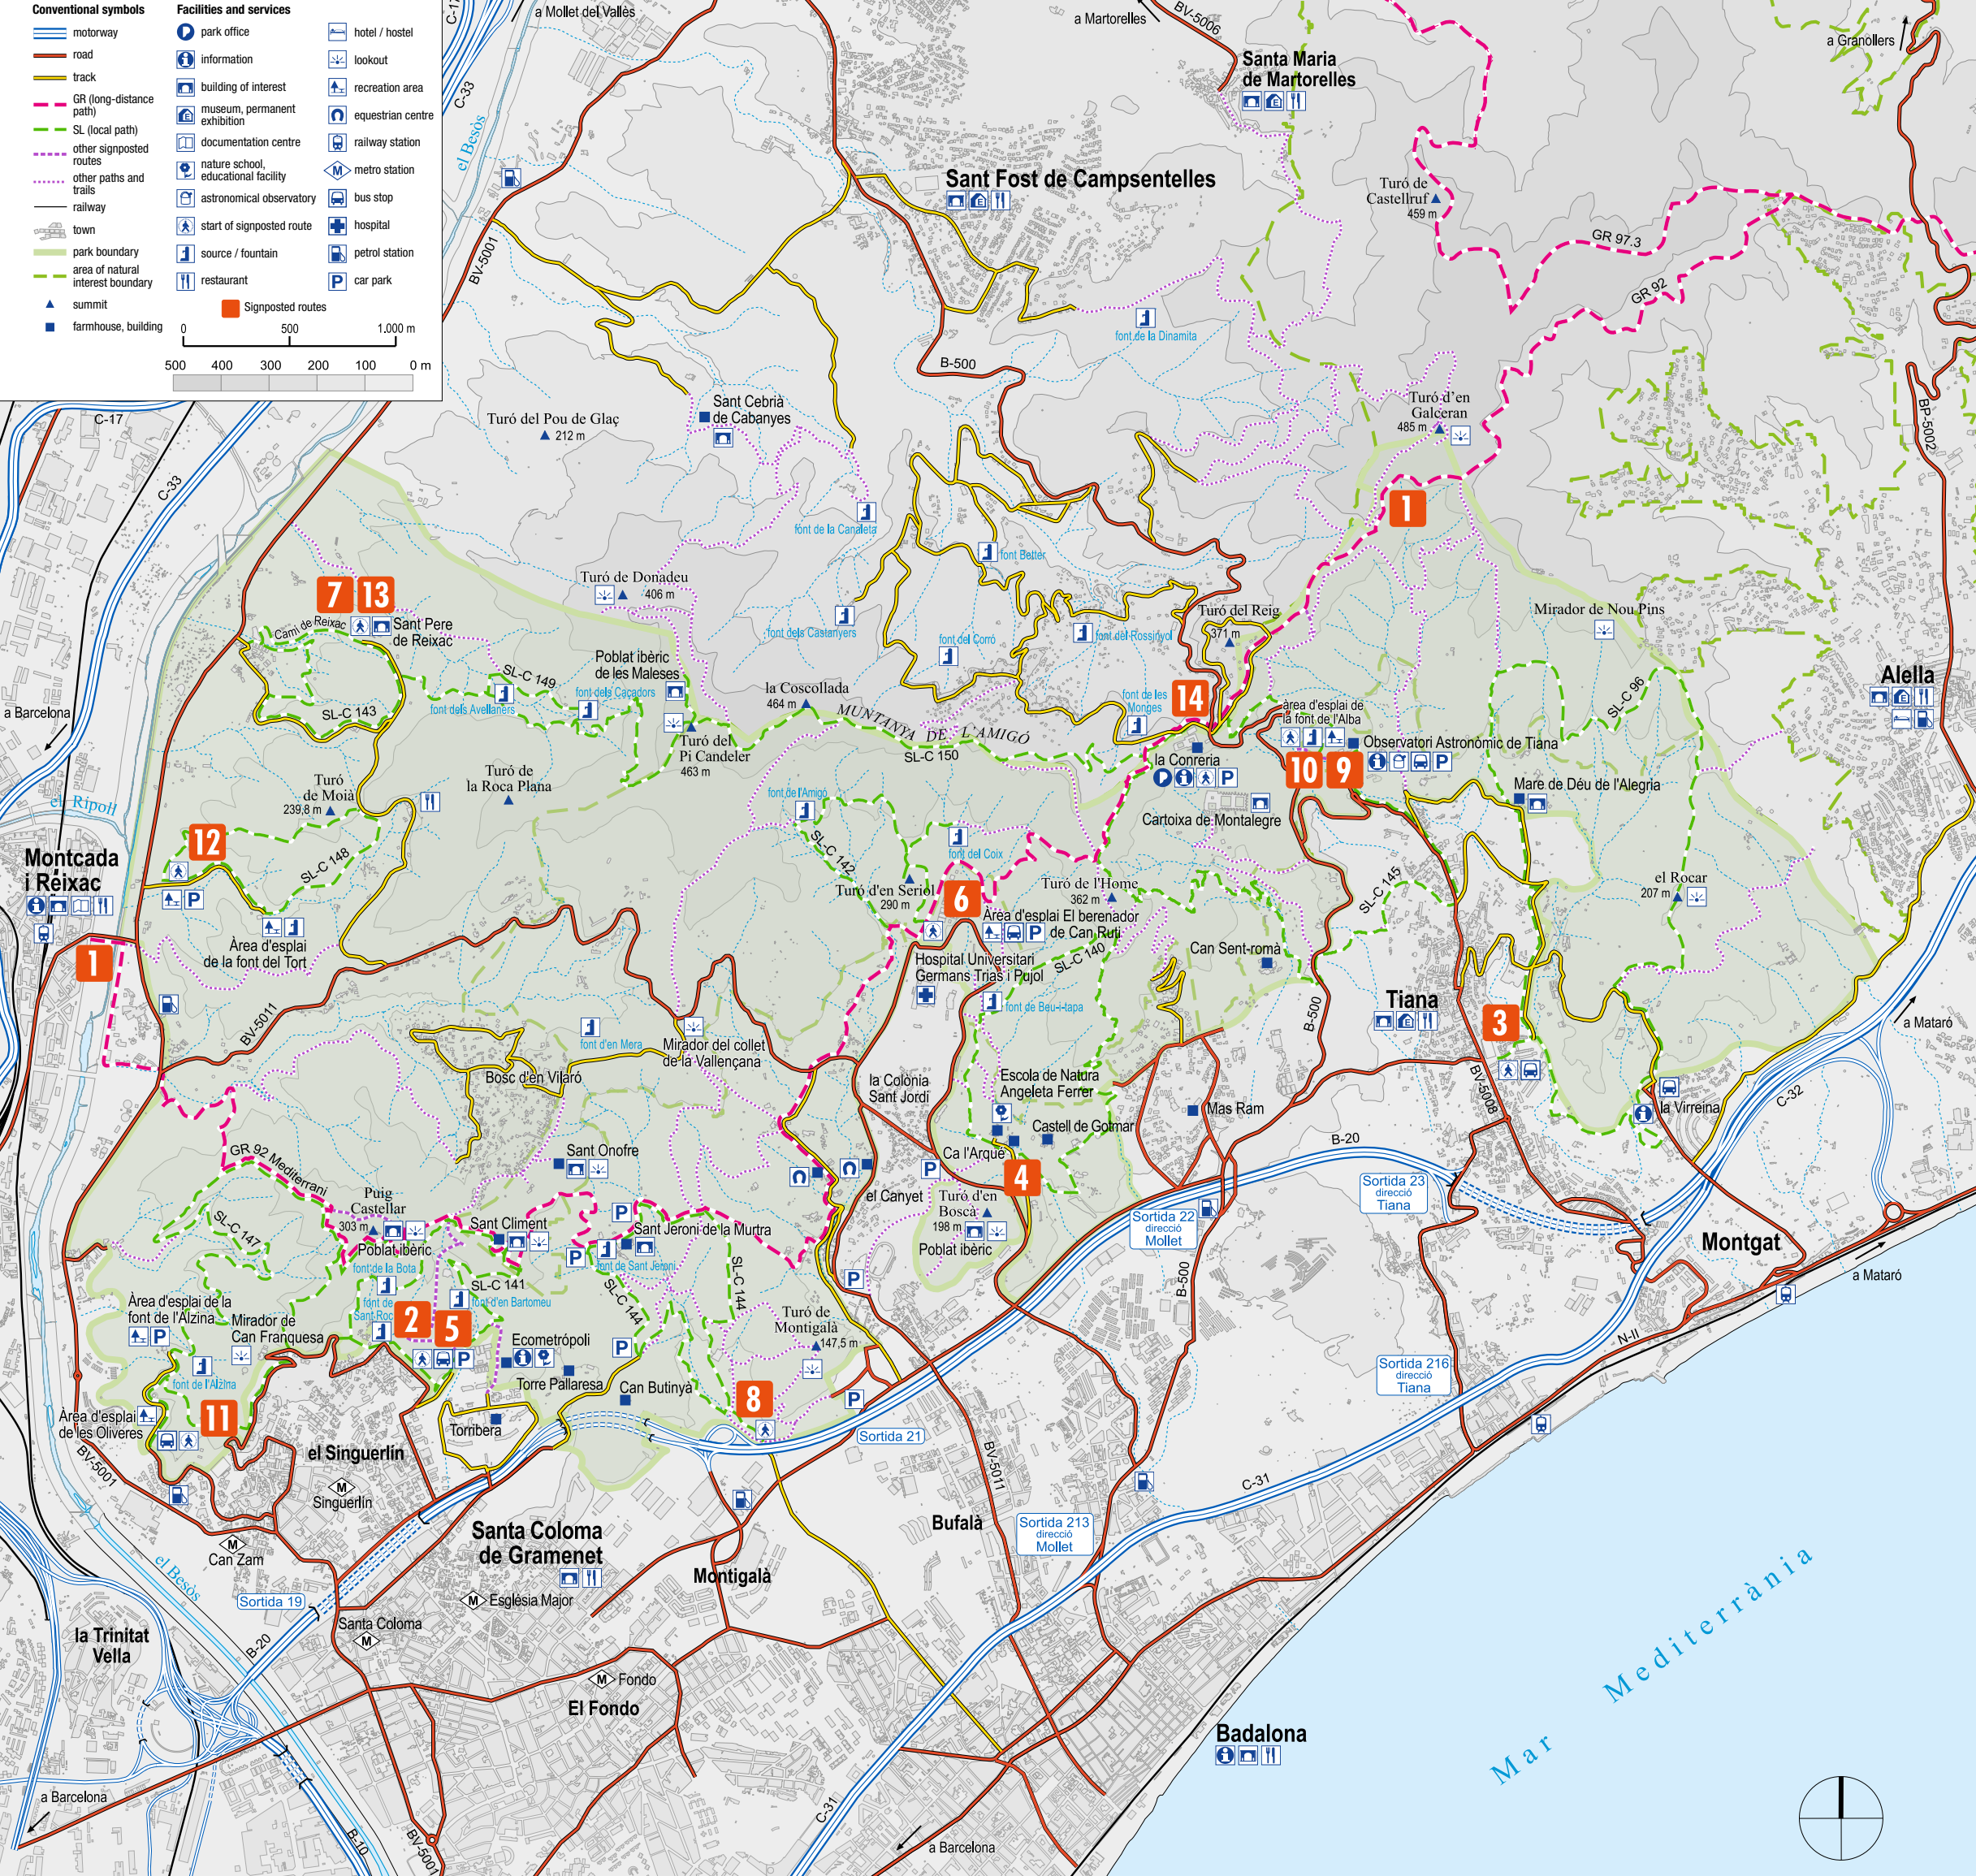 Conventional symbols
motorway
road
track
GR (long-distance
path)
SL (local path)
other signposted
routes
other paths and
trails
railway
town
park boundary
area of natural
interest boundary
summit
farmhouse, building
Facilities and services
park office
information
building of interest
museum, permanent
exhibition
documentation centre
nature school,
educational facility
astronomical observatory
start of signposted route
source / fountain
restaurant
hotel / hostel
lookout
recreation area
equestrian centre
railway station
metro station
bus stop
hospital
petrol station
car park
Signposted routes
0 500 1.000 m
500 400 300 200 100 0 m
C-17
a Mollet del Vallès
C-33
el Besòs
BV-5001
a Martorelles
BV-5006
Santa Maria
de Martorelles
a Granollers
Sant Fost de Campsentelles
Turó de
Castellruf
459 m
GR 97.3
GR 92
font de la Dinamita
B-500
BP-5002
Turó d'en
Galceran
485 m
1
C-17
C-33
Turó del Pou de Glaç
212 m
Sant Cebrià
de Cabanyes
font de la Canaleta
font Better
Turó de Donadeu
406 m
font dels Castanyers
font del Corró
font del Rossinyol
Turó del Reig
371 m
Mirador de Nou Pins
7
13
Camí de Reixac
Sant Pere
de Reixac
SL-C 149
font dels Avellaners
font dels Caçadors
Poblat ibèric
de les Maleses
SL-C 143
la Coscollada
464 m
MUNTANYA DE L'AMIGÓ
SL-C 150
Turó del
Pi Candeler
463 m
font de les
Monges
14
la Conreria
àrea d'esplai de
la font de l'Alba
Observatori Astronòmic de Tiana
10
9
SL-C 96
Alella
Mare de Déu de l'Alegria
Cartoixa de Montalegre
a Barcelona
el Ripoll
Montcada
i Reixac
Turó
de Moià
239,8 m
Turó de
la Roca Plana
12
SL-C 148
Àrea d'esplai
de la font del Tort
font de l'Amigó
SL-C 142
font del Coix
Turó d'en Seriol
290 m
6
Turó de l'Home
362 m
Àrea d'esplai El berenador
de Can Ruti
SL-C 140
SL-C 145
el Rocar
207 m
Can Sent-romà
Hospital Universitari
Germans Trias i Pujol
font de Beu-i-tapa
Tiana
3
B-500
a Mataró
1
BV-5011
font d'en Mera
Mirador del collet
de la Vallençana
Bosc d'en Vilaró
la Colònia
Sant Jordi
Escola de Natura
Angeleta Ferrer
Castell de Gotmar
Ca l'Arquè
Mas Ram
BV-5008
la Virreina
C-32
B-20
GR 92 Mediterrani
Sant Onofre
Puig
Castellar
303 m
Poblat ibèric
Sant Climent
Sant Jeroni de la Murtra
font de Sant Jeroni
el Canyet
4
Turó d'en
Boscà
198 m
Poblat ibèric
Sortida 22
direcció
Mollet
Sortida 23
direcció
Tiana
Montgat
a Mataró
SL-C 147
font de la Bota
SL-C 141
font d'en Bartomeu
font de
Sant Roc
2
5
SL-C 144
SL-C 144
Turó de
Montigalà
147,5 m
B-500
N-II
Àrea d'esplai de la
font de l'Alzina
Mirador de
Can Franquesa
font de l'Alzina
Ecometròpoli
Torre Pallaresa
Can Butinyà
8
Sortida 21
Sortida 216
direcció
Tiana
Àrea d'esplai
de les Oliveres
11
Torribera
el Singuerlín
BV-5001
Singuerlín
BV-5011
C-31
Can Zam
Santa Coloma
de Gramenet
Bufalà
Sortida 213
direcció
Mollet
el Besòs
Montigalà
Sortida 19
Església Major
la Trinitat
Vella
B-20
Santa Coloma
Fondo
El Fondo
Mar Mediterrània
Badalona
a Barcelona
B-10
BV-5001
C-31
a Barcelona